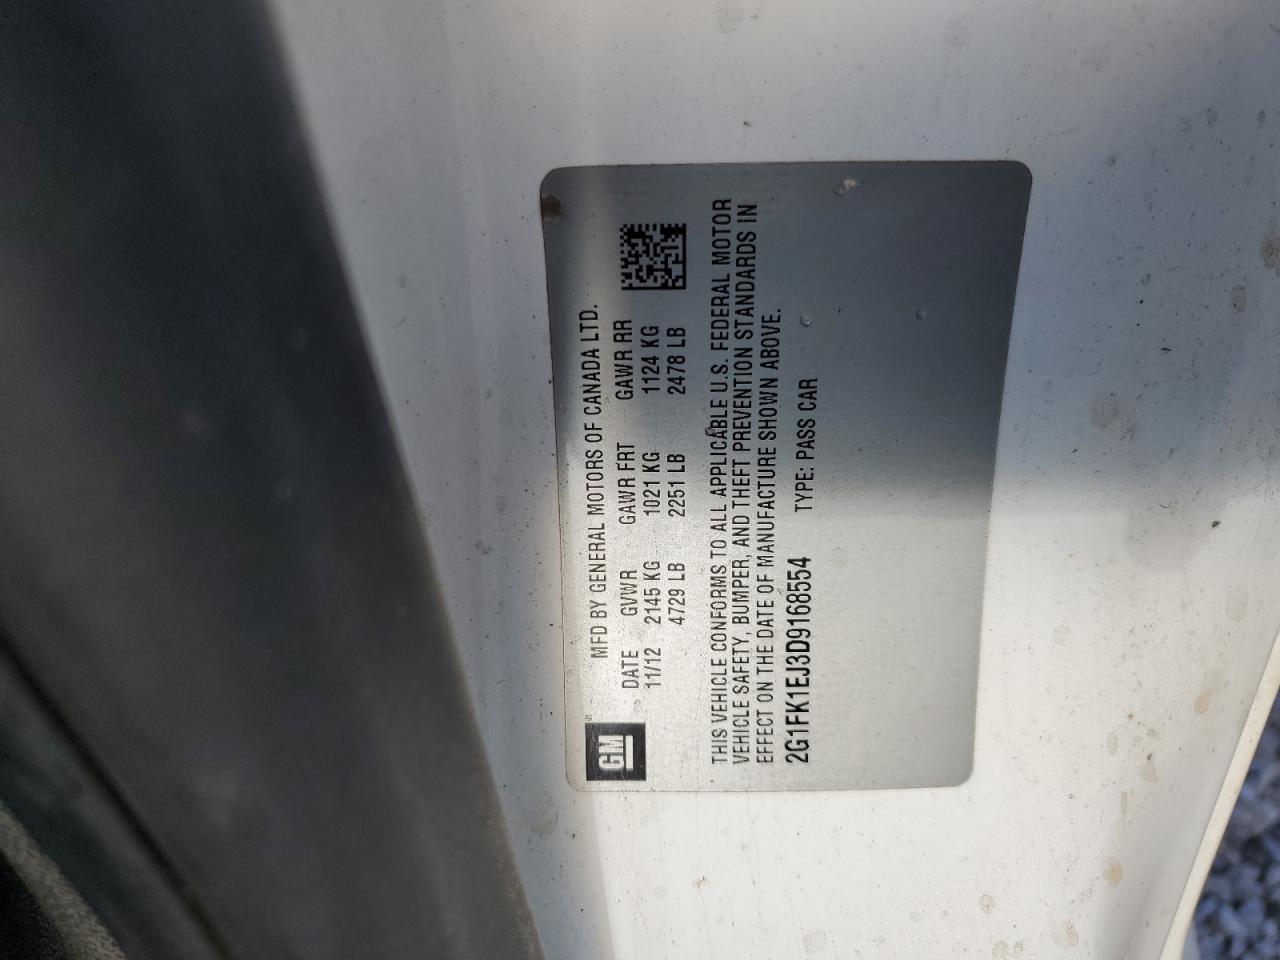 GM®
MFD BY GENERAL MOTORS OF CANADA LTD.
DATE GVWR GAWR FRT GAWR RR
11/12 2145 KG 1021 KG 1124 KG
4729 LB 2251 LB 2478 LB
THIS VEHICLE CONFORMS TO ALL APPLICABLE U.S. FEDERAL MOTOR
VEHICLE SAFETY, BUMPER, AND THEFT PREVENTION STANDARDS IN
EFFECT ON THE DATE OF MANUFACTURE SHOWN ABOVE.
2G1FK1EJ3D9168554 TYPE: PASS CAR